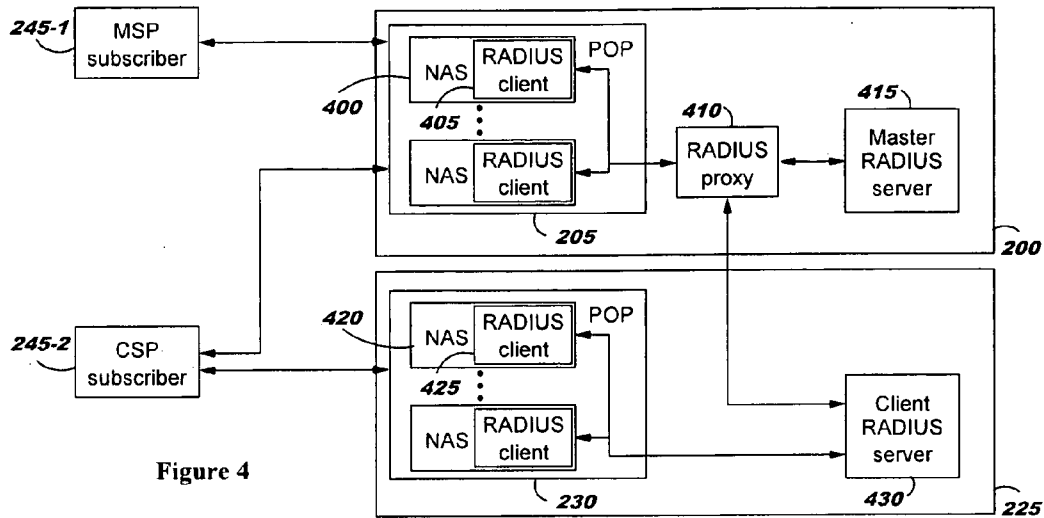 245-1
MSP
subscriber
NAS
RADIUS
client
POP
400
405
NAS
RADIUS
client
205
410
RADIUS
proxy
415
Master
RADIUS
server
200
245-2
CSP
subscriber
420
NAS
RADIUS
client
POP
425
NAS
RADIUS
client
230
Client
RADIUS
server
430
225
Figure 4